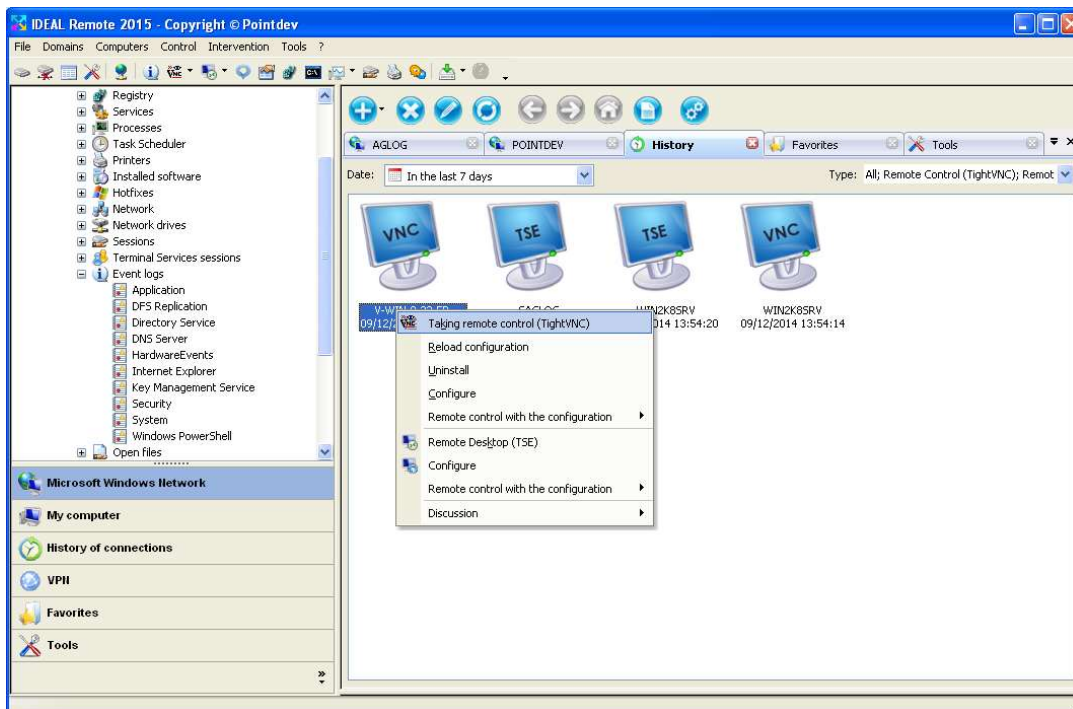 IDEAL Remote 2015 - Copyright © Pointdev
File Domains Computers Control Intervention Tools ?
Registry
Services
Processes
Task Scheduler
Printers
Installed software
Hotfixes
Network
Network drives
Sessions
Terminal Services sessions
Event logs
Application
DFS Replication
Directory Service
DNS Server
HardwareEvents
Internet Explorer
Key Management Service
Security
System
Windows PowerShell
Open files
Microsoft Windows Network
My computer
History of connections
VPN
Favorites
Tools
AGLOG POINTDEV History Favorites Tools
Date: In the last 7 days Type: All; Remote Control (TightVNC); Remot
VNC TSE TSE VNC
WIN2K8SRV WIN2K8SRV
13:54:20 09/12/2014 13:54:14
Taking remote control (TightVNC)
Reload configuration
Uninstall
Configure
Remote control with the configuration
Remote Desktop (TSE)
Configure
Remote control with the configuration
Discussion